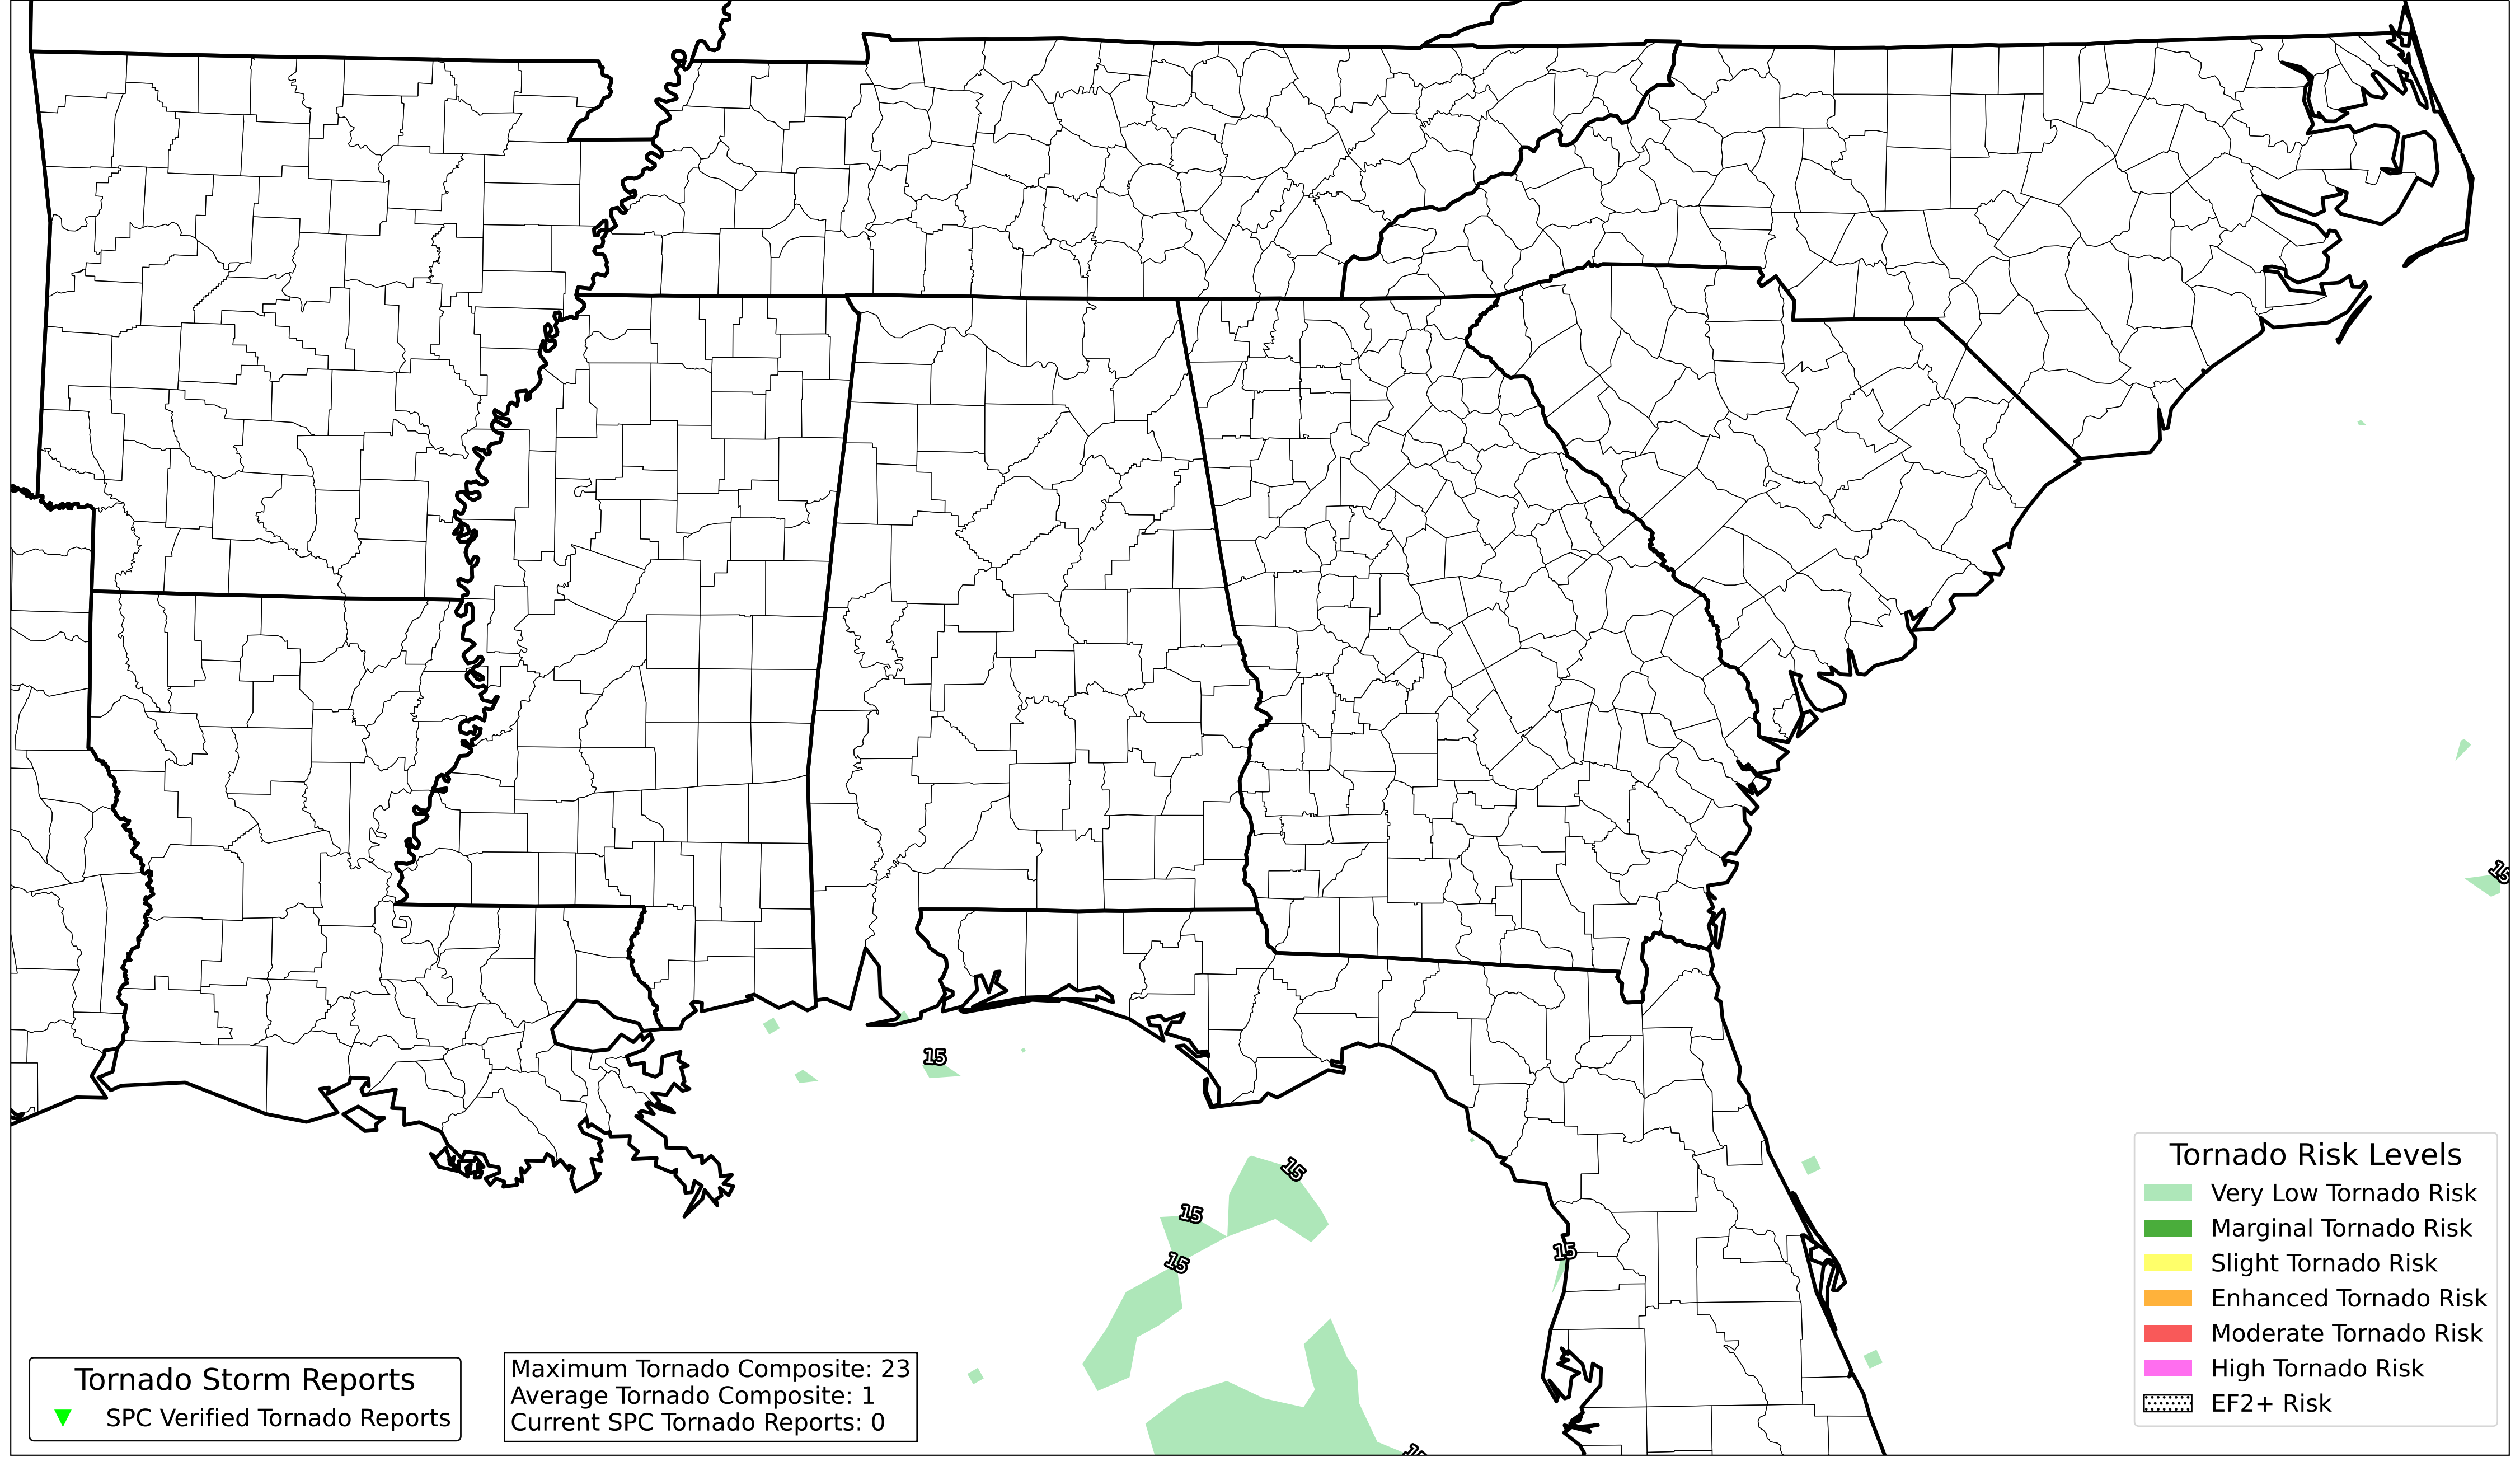 15
15
15
15
15
15
Tornado Risk Levels
Very Low Tornado Risk
Marginal Tornado Risk
Slight Tornado Risk
Enhanced Tornado Risk
Moderate Tornado Risk
High Tornado Risk
EF2+ Risk
Tornado Storm Reports
SPC Verified Tornado Reports
Maximum Tornado Composite: 23
Average Tornado Composite: 1
Current SPC Tornado Reports: 0